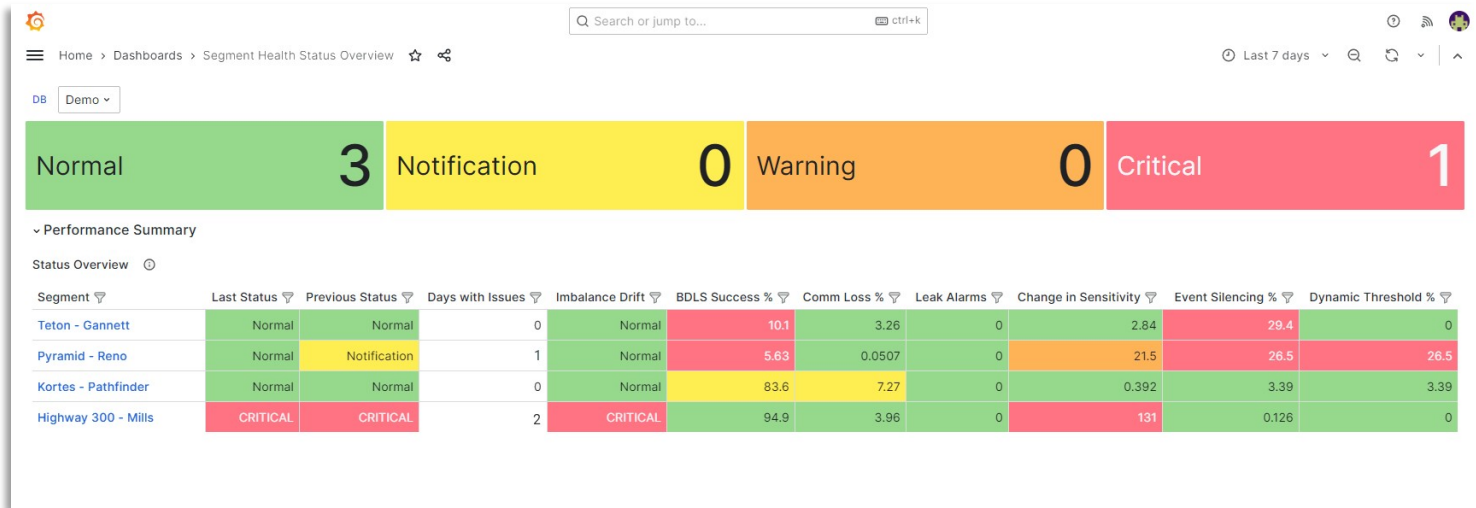 Search or jump to... ctrl+k
Home > Dashboards > Segment Health Status Overview Last 7 days
DB Demo
Normal 3 Notification 0 Warning 0 Critical 1
Performance Summary
Status Overview
Segment Last Status Previous Status Days with Issues Imbalance Drift BDLS Success % Comm Loss % Leak Alarms Change in Sensitivity Event Silencing % Dynamic Threshold %
Teton - Gannett Normal Normal 0 Normal 10.1 3.26 0 2.84 29.4 0
Pyramid - Reno Normal Notification 1 Normal 5.63 0.0507 0 21.5 26.5 26.5
Kortes - Pathfinder Normal Normal 0 Normal 83.6 7.27 0 0.392 3.39 3.39
Highway 300 - Mills CRITICAL CRITICAL 2 CRITICAL 94.9 3.96 0 131 0.126 0